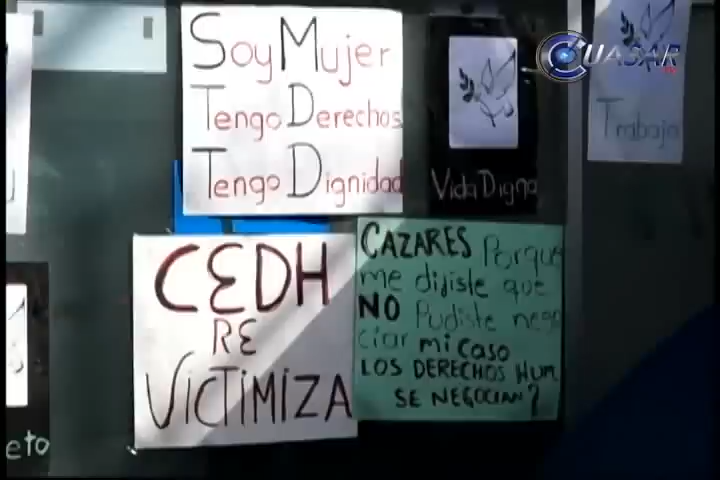 Soy Mujer
Tengo Derechos
Tengo Dignidad
Vida Digna
Trabajo
CUASAR
CEDH
RE
VICTIMIZA
CAZARES Porque
me dijiste que
NO Pudiste nego
ciar mi caso
LOS DERECHOS HUM
SE NEGOCIAN?
eto